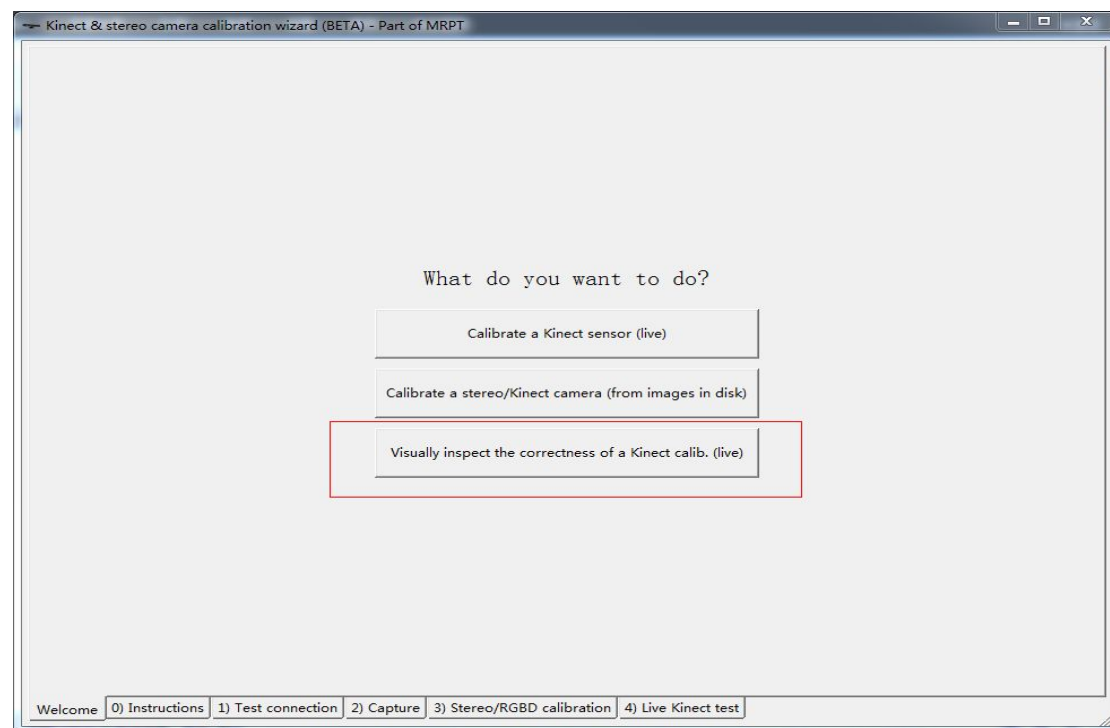 Kinect & stereo camera calibration wizard (BETA) - Part of MRPT
What do you want to do?
Calibrate a Kinect sensor (live)
Calibrate a stereo/Kinect camera (from images in disk)
Visually inspect the correctness of a Kinect calib. (live)
Welcome 0) Instructions 1) Test connection 2) Capture 3) Stereo/RGBD calibration 4) Live Kinect test